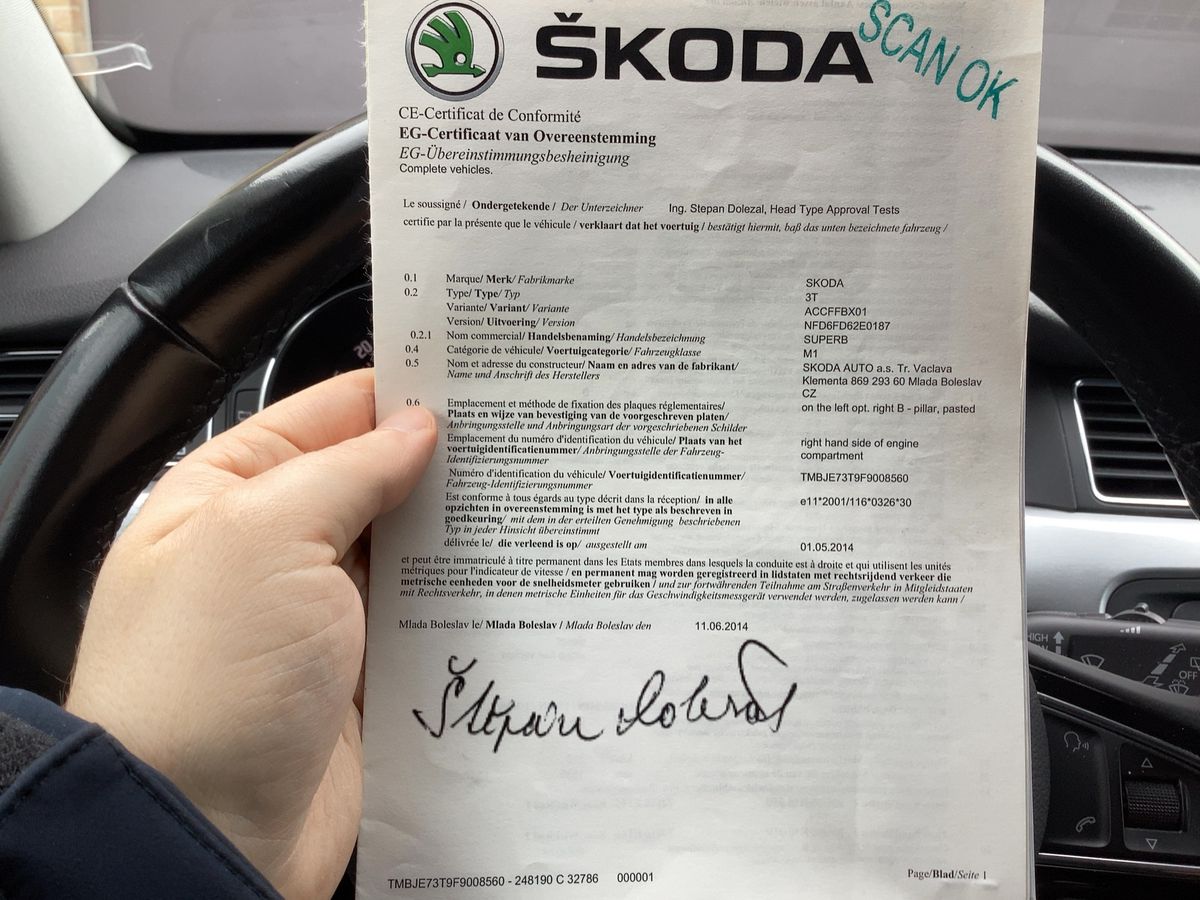 ŠKODA
SCAN OK
CE-Certificat de Conformité
EG-Certificaat van Overeenstemming
EG-Übereinstimmungsbesheinigung
Complete vehicles.
Le soussigné / Ondergetekende / Der Unterzeichner Ing. Stepan Dolezal, Head Type Approval Tests
certifie par la présente que le véhicule / verklaart dat het voertuig / bestätigt hiermit, baß das unten bezeichnete fahrzeug /
0.1 Marque/ Merk/ Fabrikmarke SKODA
0.2 Type/ Type/ Typ 3T
Variante/ Variant/ Variante ACCFFBX01
Version/ Uitvoering/ Version NFD6FD62E0187
0.2.1 Nom commercial/ Handelsbenaming/ Handelsbezeichnung SUPERB
0.4 Catégorie de véhicule/ Voertuigcategorie/ Fahrzeugklasse M1
0.5 Nom et adresse du constructeur/ Naam en adres van de fabrikant/ SKODA AUTO a.s. Tr. Vaclava
Name und Anschrift des Herstellers Klementa 869 293 60 Mlada Boleslav
CZ
0.6 Emplacement et méthode de fixation des plaques réglementaires/ on the left opt. right B - pillar, pasted
Plaats en wijze van bevestiging van de voorgeschreven platen/
Anbringungsstelle und Anbringungsart der vorgeschriebenen Schilder
Emplacement du numéro d'identification du véhicule/ Plaats van het right hand side of engine
voertuigidentificatienummer/ Anbringungsstelle der Fahrzeug- compartment
Identifizierungsnummer
Numéro d'identification du véhicule/ Voertuigidentificatienummer/ TMBJE73T9F9008560
Fahrzeug-Identifizierungsnummer
Est conforme à tous égards au type décrit dans la réception/ in alle e11*2001/116*0326*30
opzichten in overeenstemming is met het type als beschreven in
goedkeuring/ mit dem in der erteilten Genehmigung beschriebenen
Typ in jeder Hinsicht übereinstimmt
délivrée le/ die verleend is op/ ausgestellt am 01.05.2014
et peut être immatriculé à titre permanent dans les Etats membres dans lesquels la conduite est à droite et qui utilisent les unités
métriques pour l'indicateur de vitesse / en permanent mag worden geregistreerd in lidstaten met rechtsrijdend verkeer die
metrische eenheden voor de snelheidsmeter gebruiken / und zur fortwährenden Teilnahme am Straßenverkehr in Mitgleidstaaten
mit Rechtsverkehr, in denen metrische Einheiten für das Geschwindigkeitsmessgerät verwendet werden, zugelassen werden kann /
Mlada Boleslav le/ Mlada Boleslav / Mlada Boleslav den 11.06.2014
Štepan Dolezal
TMBJE73T9F9008560 - 248190 C 32786 000001
Page/Blad/Seite 1
20
HIGH
OFF